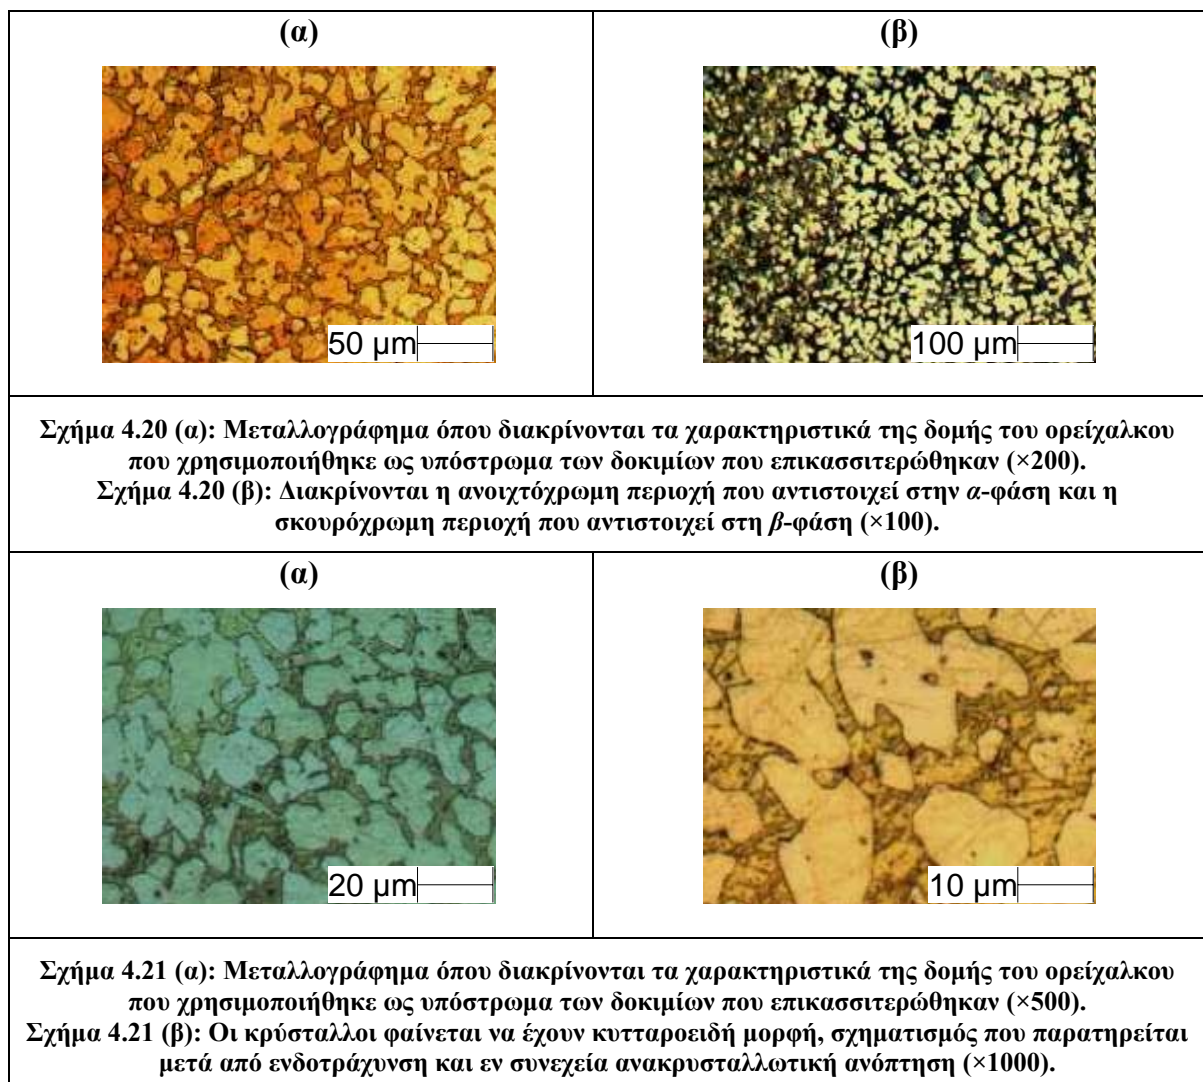 (α)
(β)
50 μm
100 μm
Σχήμα 4.20 (α): Μεταλλογράφημα όπου διακρίνονται τα χαρακτηριστικά της δομής του ορείχαλκου
που χρησιμοποιήθηκε ως υπόστρωμα των δοκιμίων που επικασσιτερώθηκαν (×200).
Σχήμα 4.20 (β): Διακρίνονται η ανοιχτόχρωμη περιοχή που αντιστοιχεί στην α-φάση και η
σκουρόχρωμη περιοχή που αντιστοιχεί στη β-φάση (×100).
(α)
(β)
20 μm
10 μm
Σχήμα 4.21 (α): Μεταλλογράφημα όπου διακρίνονται τα χαρακτηριστικά της δομής του ορείχαλκου
που χρησιμοποιήθηκε ως υπόστρωμα των δοκιμίων που επικασσιτερώθηκαν (×500).
Σχήμα 4.21 (β): Οι κρύσταλλοι φαίνεται να έχουν κυτταροειδή μορφή, σχηματισμός που παρατηρείται
μετά από ενδοτράχυνση και εν συνεχεία ανακρυσταλλωτική ανόπτηση (×1000).